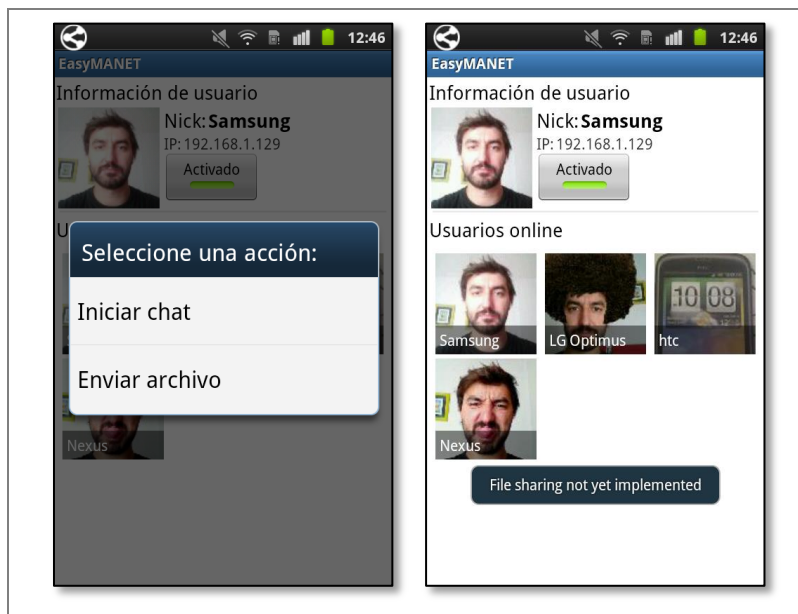 12:46
EasyMANET
Información de usuario
Nick: Samsung
IP: 192.168.1.129
Activado
U
Seleccione una acción:
Iniciar chat
Enviar archivo
Nexus
12:46
EasyMANET
Información de usuario
Nick: Samsung
IP: 192.168.1.129
Activado
Usuarios online
10 08
Samsung
LG Optimus
htc
Nexus
File sharing not yet implemented